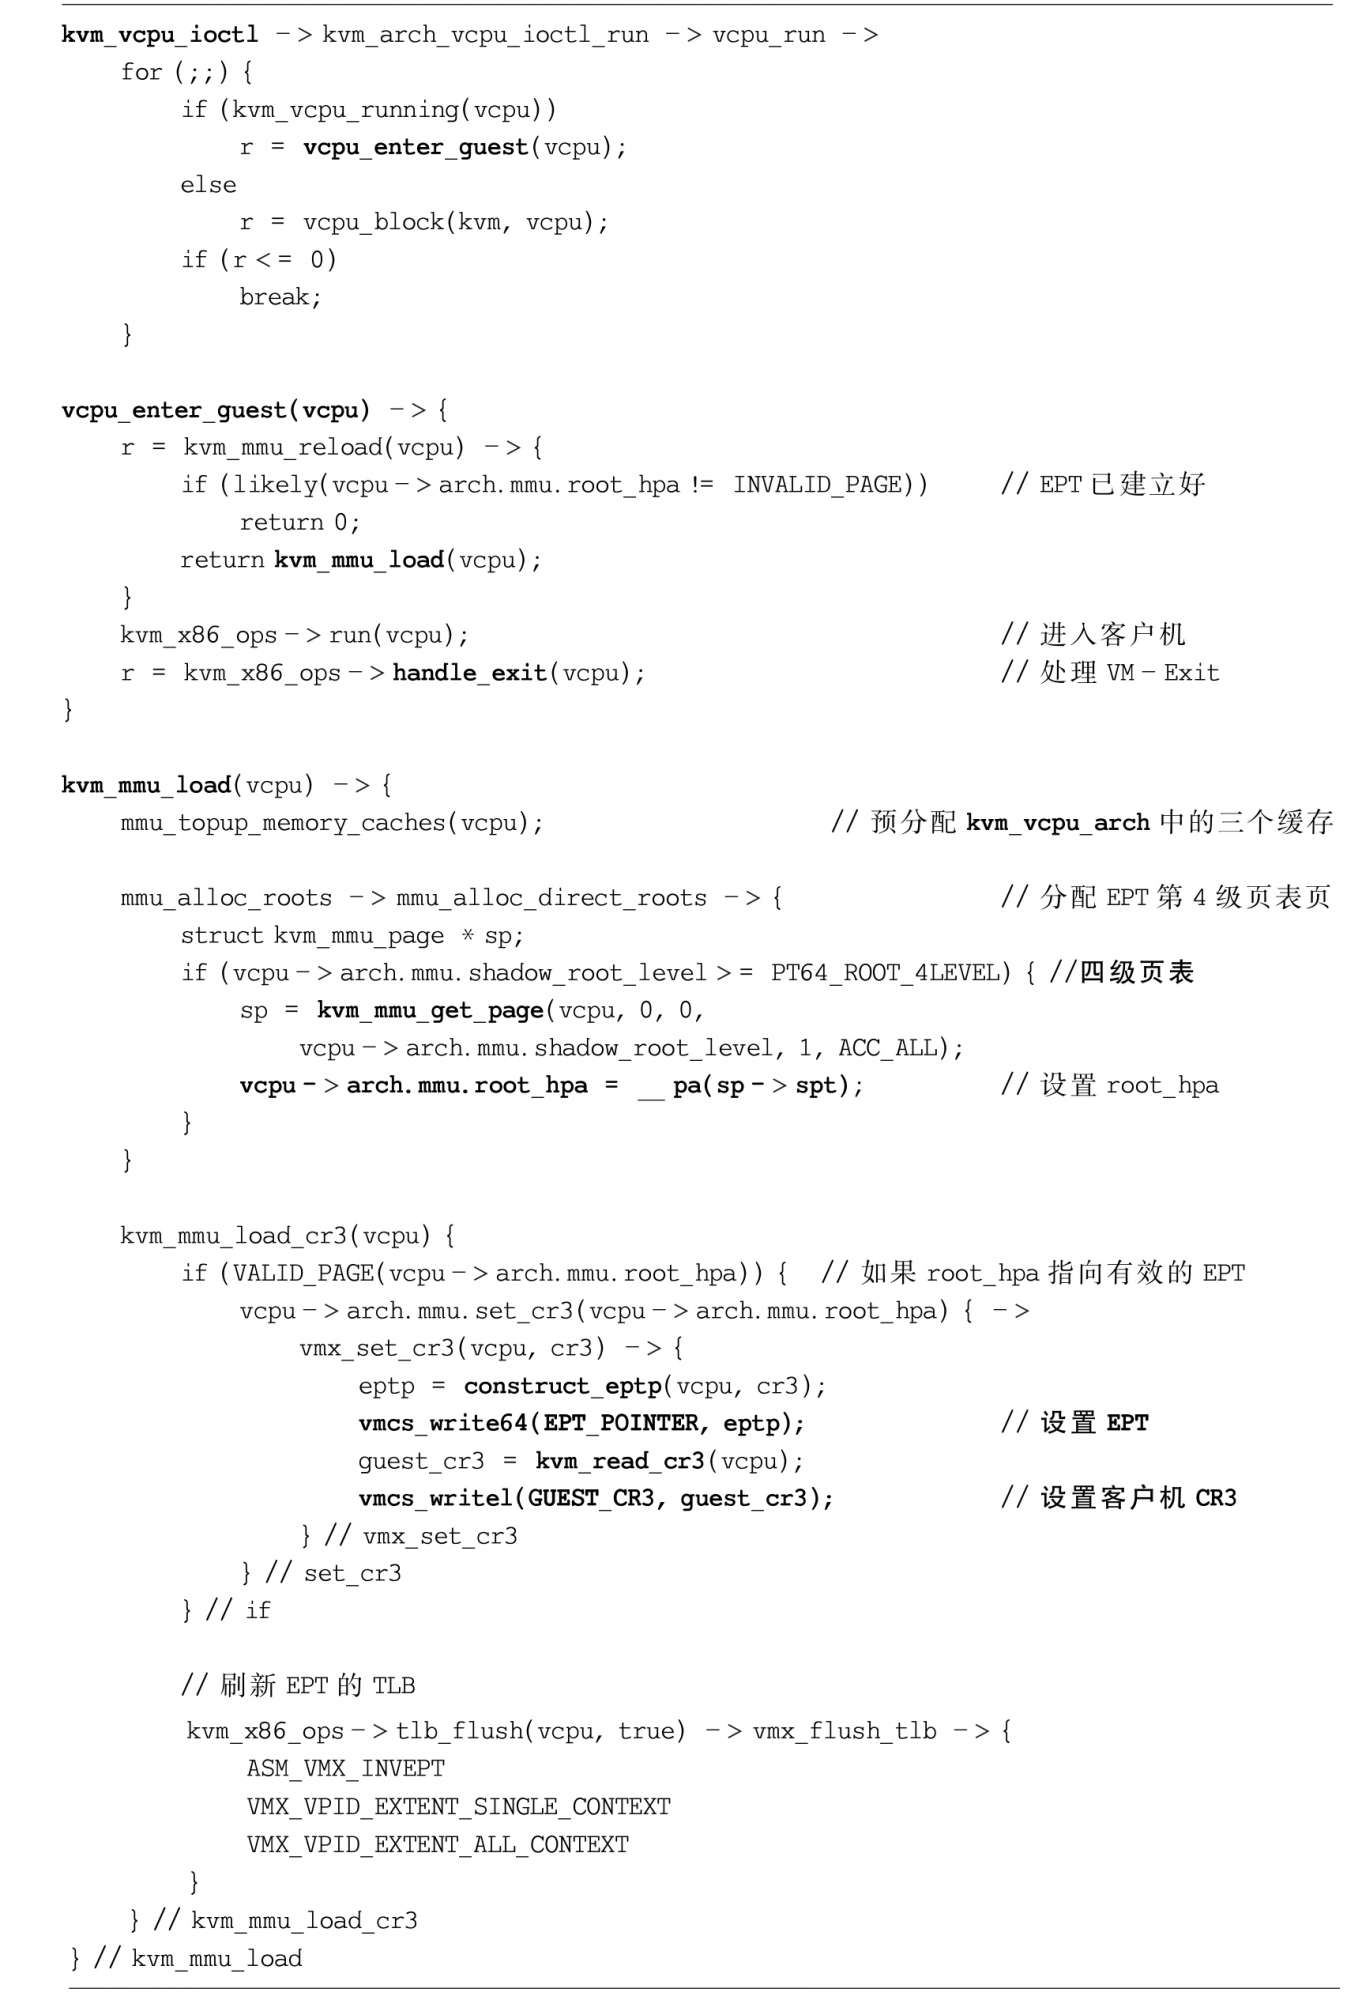 kvm_vcpu_ioctl -> kvm_arch_vcpu_ioctl_run -> vcpu_run ->
for (;;) {
if (kvm_vcpu_running(vcpu))
r = vcpu_enter_guest(vcpu);
else
r = vcpu_block(kvm, vcpu);
if (r <= 0)
break;
}
vcpu_enter_guest(vcpu) -> {
r = kvm_mmu_reload(vcpu) -> {
if (likely(vcpu->arch.mmu.root_hpa != INVALID_PAGE)) // EPT 已建立好
return 0;
return kvm_mmu_load(vcpu);
}
kvm_x86_ops->run(vcpu); // 进入客户机
r = kvm_x86_ops->handle_exit(vcpu); // 处理 VM-Exit
}
kvm_mmu_load(vcpu) -> {
mmu_topup_memory_caches(vcpu); // 预分配 kvm_vcpu_arch 中的三个缓存
mmu_alloc_roots -> mmu_alloc_direct_roots -> { // 分配 EPT 第 4 级页表页
struct kvm_mmu_page * sp;
if (vcpu->arch.mmu.shadow_root_level >= PT64_ROOT_4LEVEL) { //四级页表
sp = kvm_mmu_get_page(vcpu, 0, 0,
vcpu->arch.mmu.shadow_root_level, 1, ACC_ALL);
vcpu->arch.mmu.root_hpa = __pa(sp->spt); // 设置 root_hpa
}
}
kvm_mmu_load_cr3(vcpu) {
if (VALID_PAGE(vcpu->arch.mmu.root_hpa)) { // 如果 root_hpa 指向有效的 EPT
vcpu->arch.mmu.set_cr3(vcpu->arch.mmu.root_hpa) { ->
vmx_set_cr3(vcpu, cr3) -> {
eptp = construct_eptp(vcpu, cr3);
vmcs_write64(EPT_POINTER, eptp); // 设置 EPT
guest_cr3 = kvm_read_cr3(vcpu);
vmcs_writel(GUEST_CR3, guest_cr3); // 设置客户机 CR3
} // vmx_set_cr3
} // set_cr3
} // if
// 刷新 EPT 的 TLB
kvm_x86_ops->tlb_flush(vcpu, true) -> vmx_flush_tlb -> {
ASM_VMX_INVEPT
VMX_VPID_EXTENT_SINGLE_CONTEXT
VMX_VPID_EXTENT_ALL_CONTEXT
}
} // kvm_mmu_load_cr3
} // kvm_mmu_load